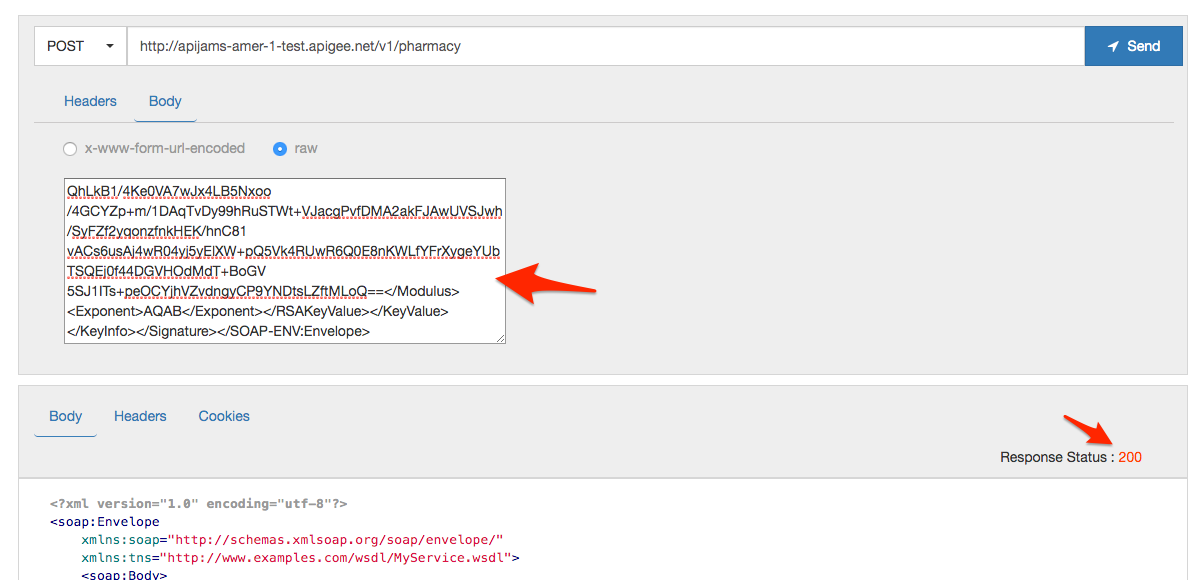 POST http://apijams-amer-1-test.apigee.net/v1/pharmacy Send
Headers Body
x-www-form-url-encoded raw
QhLkB1/4Ke0VA7wJx4LB5Nxoo
/4GCYZp+m/1DAqTvDy99hRuSTWt+VJacgPvfDMA2akFJAwUVSJwh
/SyFZf2ygonzfnkHEK/hnC81
vACs6usAj4wR04yj5yElXW+pQ5Vk4RUwR6Q0E8nKWLfYFrXygeYUb
TSQEj0f44DGVHOdMdT+BoGV
5SJ1ITs+peOCYjhVZvdngyCP9YNDtsLZftMLoQ==</Modulus>
<Exponent>AQAB</Exponent></RSAKeyValue></KeyValue>
</KeyInfo></Signature></SOAP-ENV:Envelope>
Body Headers Cookies
Response Status : 200
<?xml version="1.0" encoding="utf-8"?>
<soap:Envelope
xmlns:soap="http://schemas.xmlsoap.org/soap/envelope/"
xmlns:tns="http://www.examples.com/wsdl/MyService.wsdl">
<soap:Body>